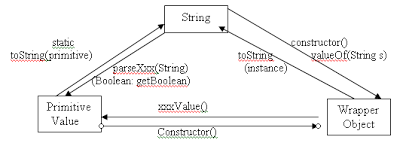 String
static
toString(primitive)
parseXxx(String)
(Boolean: getBoolean)
toString
(instance)
constructor()
valueOf(String s)
Primitive
Value
xxxValue()
Constructor()
Wrapper
Object